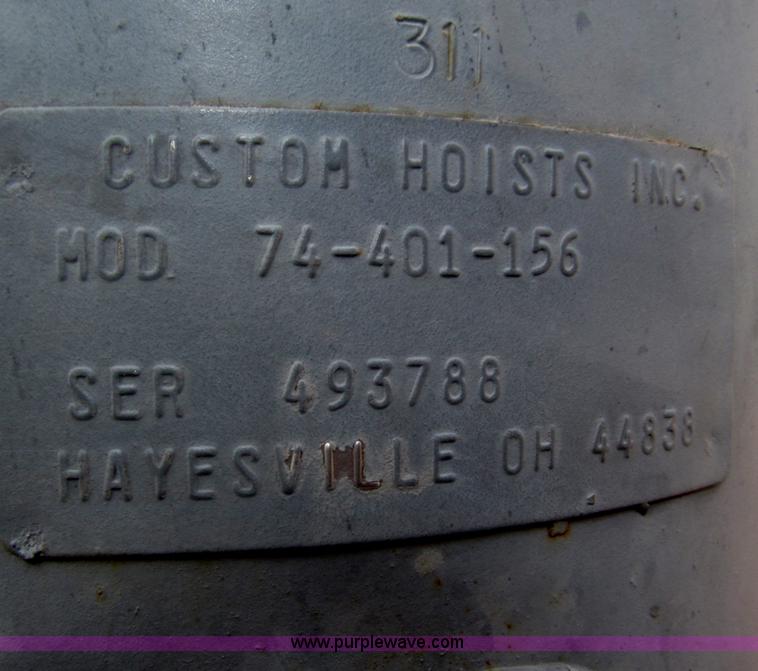 311
CUSTOM HOISTS INC.
MOD. 74-401-156
SER 493788
HAYESVILLE OH 44838
www.purplewave.com